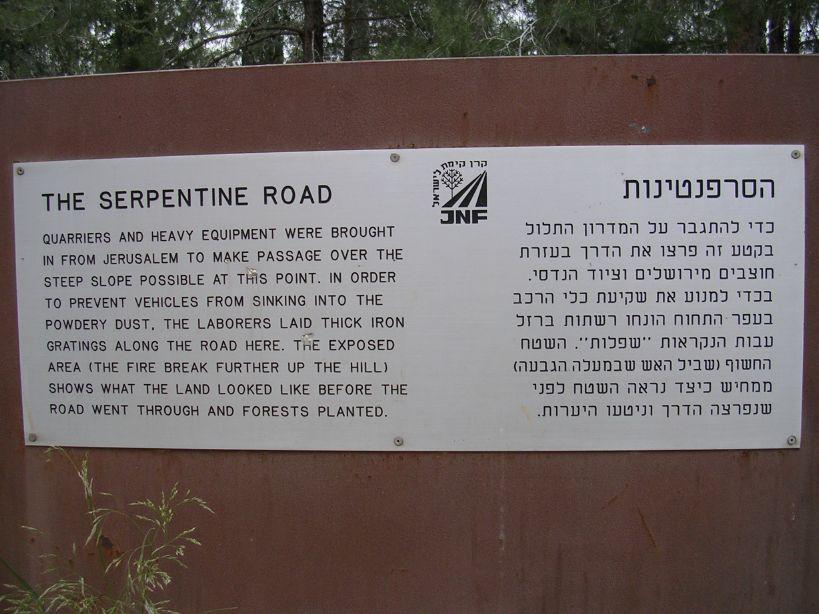 THE SERPENTINE ROAD
QUARRIERS AND HEAVY EQUIPMENT WERE BROUGHT
IN FROM JERUSALEM TO MAKE PASSAGE OVER THE
STEEP SLOPE POSSIBLE AT THIS POINT. IN ORDER
TO PREVENT VEHICLES FROM SINKING INTO THE
POWDERY DUST, THE LABORERS LAID THICK IRON
GRATINGS ALONG THE ROAD HERE. THE EXPOSED
AREA (THE FIRE BREAK FURTHER UP THE HILL)
SHOWS WHAT THE LAND LOOKED LIKE BEFORE THE
ROAD WENT THROUGH AND FORESTS PLANTED.
קרן קימת לישראל
JNF
הסרפנטינות
כדי להתגבר על המדרון התלול
בקטע זה פרצו את הדרך בעזרת
חוצבים מירושלים וציוד הנדסי.
בכדי למנוע את שקיעת כלי הרכב
בעפר התחוח הונחו רשתות ברזל
עבות הנקראות ''שפלות''. השטח
החשוף (שביל האש שבמעלה הגבעה)
ממחיש כיצד נראה השטח לפני
שנפרצה הדרך וניטעו היערות.